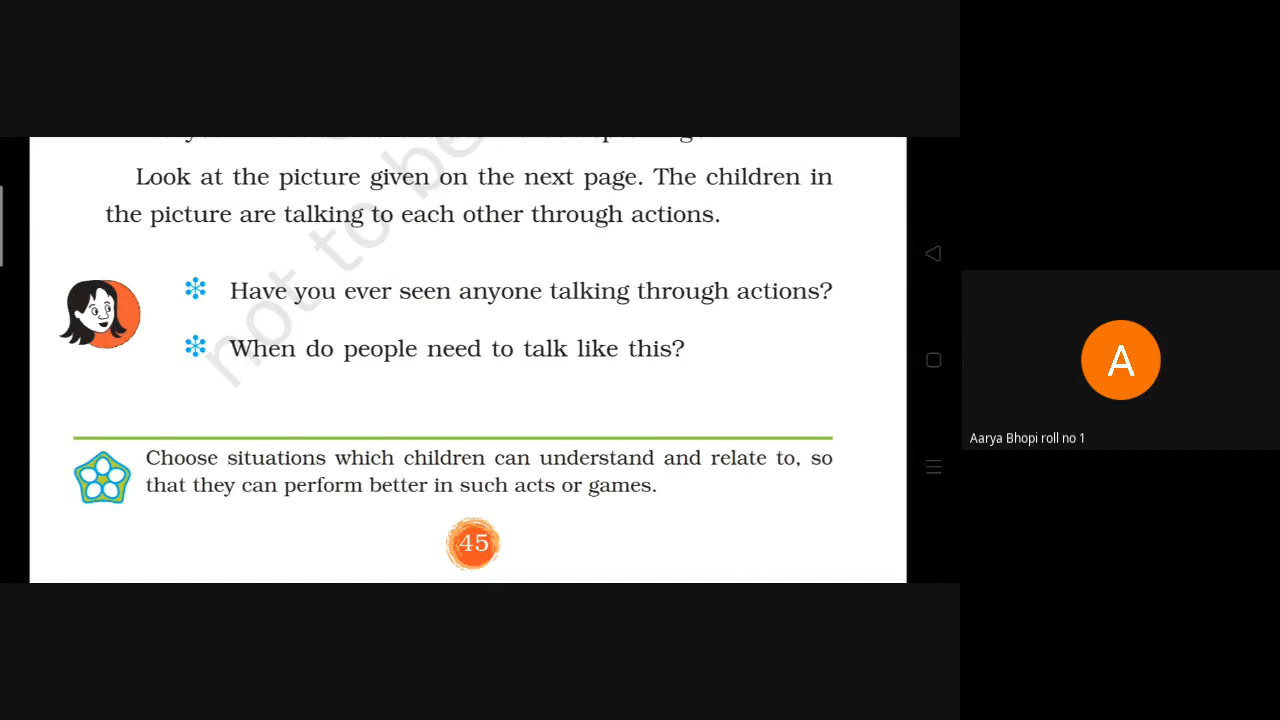 Look at the picture given on the next page. The children in
the picture are talking to each other through actions.
Have you ever seen anyone talking through actions?
When do people need to talk like this?
Choose situations which children can understand and relate to, so
that they can perform better in such acts or games.
45
not to be
A
Aarya Bhopi roll no 1